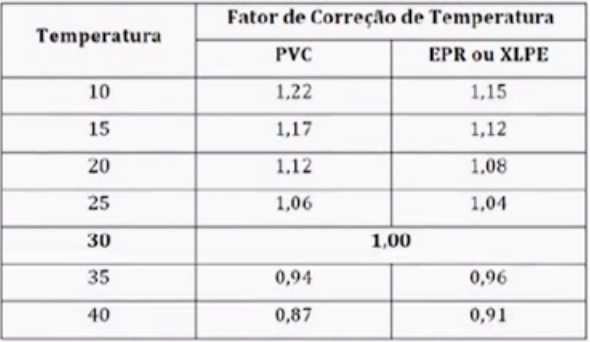 Temperatura Fator de Correção de Temperatura
PVC EPR ou XLPE
10 1,22 1,15
15 1,17 1,12
20 1,12 1,08
25 1,06 1,04
30 1,00
35 0,94 0,96
40 0,87 0,91